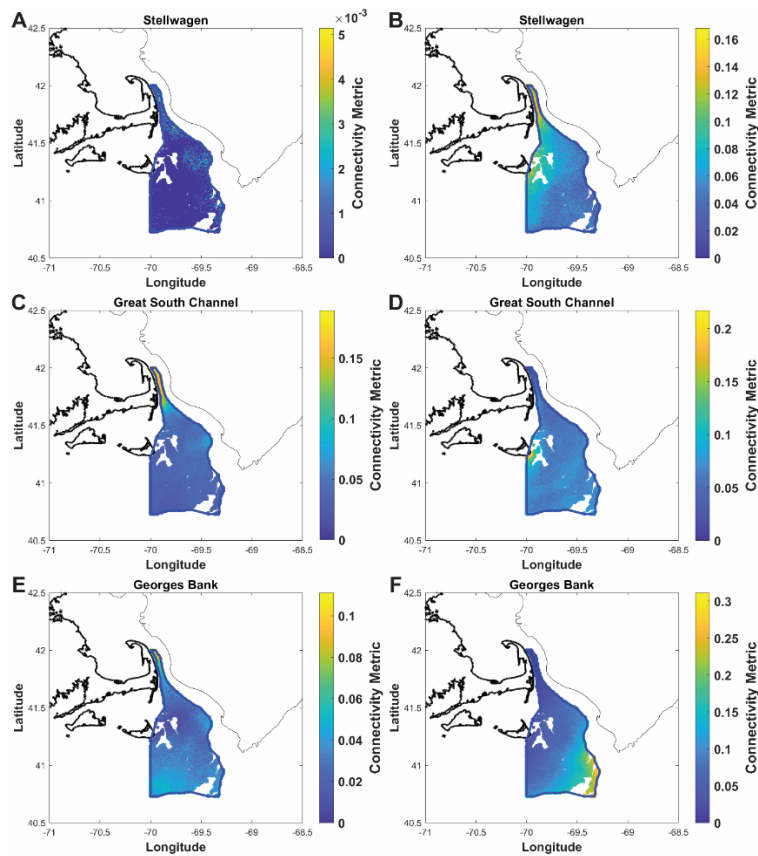 A
Stellwagen
×10⁻³
42.5
42
41.5
41
40.5
Latitude
-71 -70.5 -70 -69.5 -69 -68.5
Longitude
5
4
3
2
1
0
Connectivity Metric
B
Stellwagen
42.5
42
41.5
41
40.5
Latitude
-71 -70.5 -70 -69.5 -69 -68.5
Longitude
0.16
0.14
0.12
0.1
0.08
0.06
0.04
0.02
0
Connectivity Metric
C
Great South Channel
42.5
42
41.5
41
40.5
Latitude
-71 -70.5 -70 -69.5 -69 -68.5
Longitude
0.15
0.1
0.05
0
Connectivity Metric
D
Great South Channel
42.5
42
41.5
41
40.5
Latitude
-71 -70.5 -70 -69.5 -69 -68.5
Longitude
0.2
0.15
0.1
0.05
0
Connectivity Metric
E
Georges Bank
42.5
42
41.5
41
40.5
Latitude
-71 -70.5 -70 -69.5 -69 -68.5
Longitude
0.1
0.08
0.06
0.04
0.02
0
Connectivity Metric
F
Georges Bank
42.5
42
41.5
41
40.5
Latitude
-71 -70.5 -70 -69.5 -69 -68.5
Longitude
0.3
0.25
0.2
0.15
0.1
0.05
0
Connectivity Metric